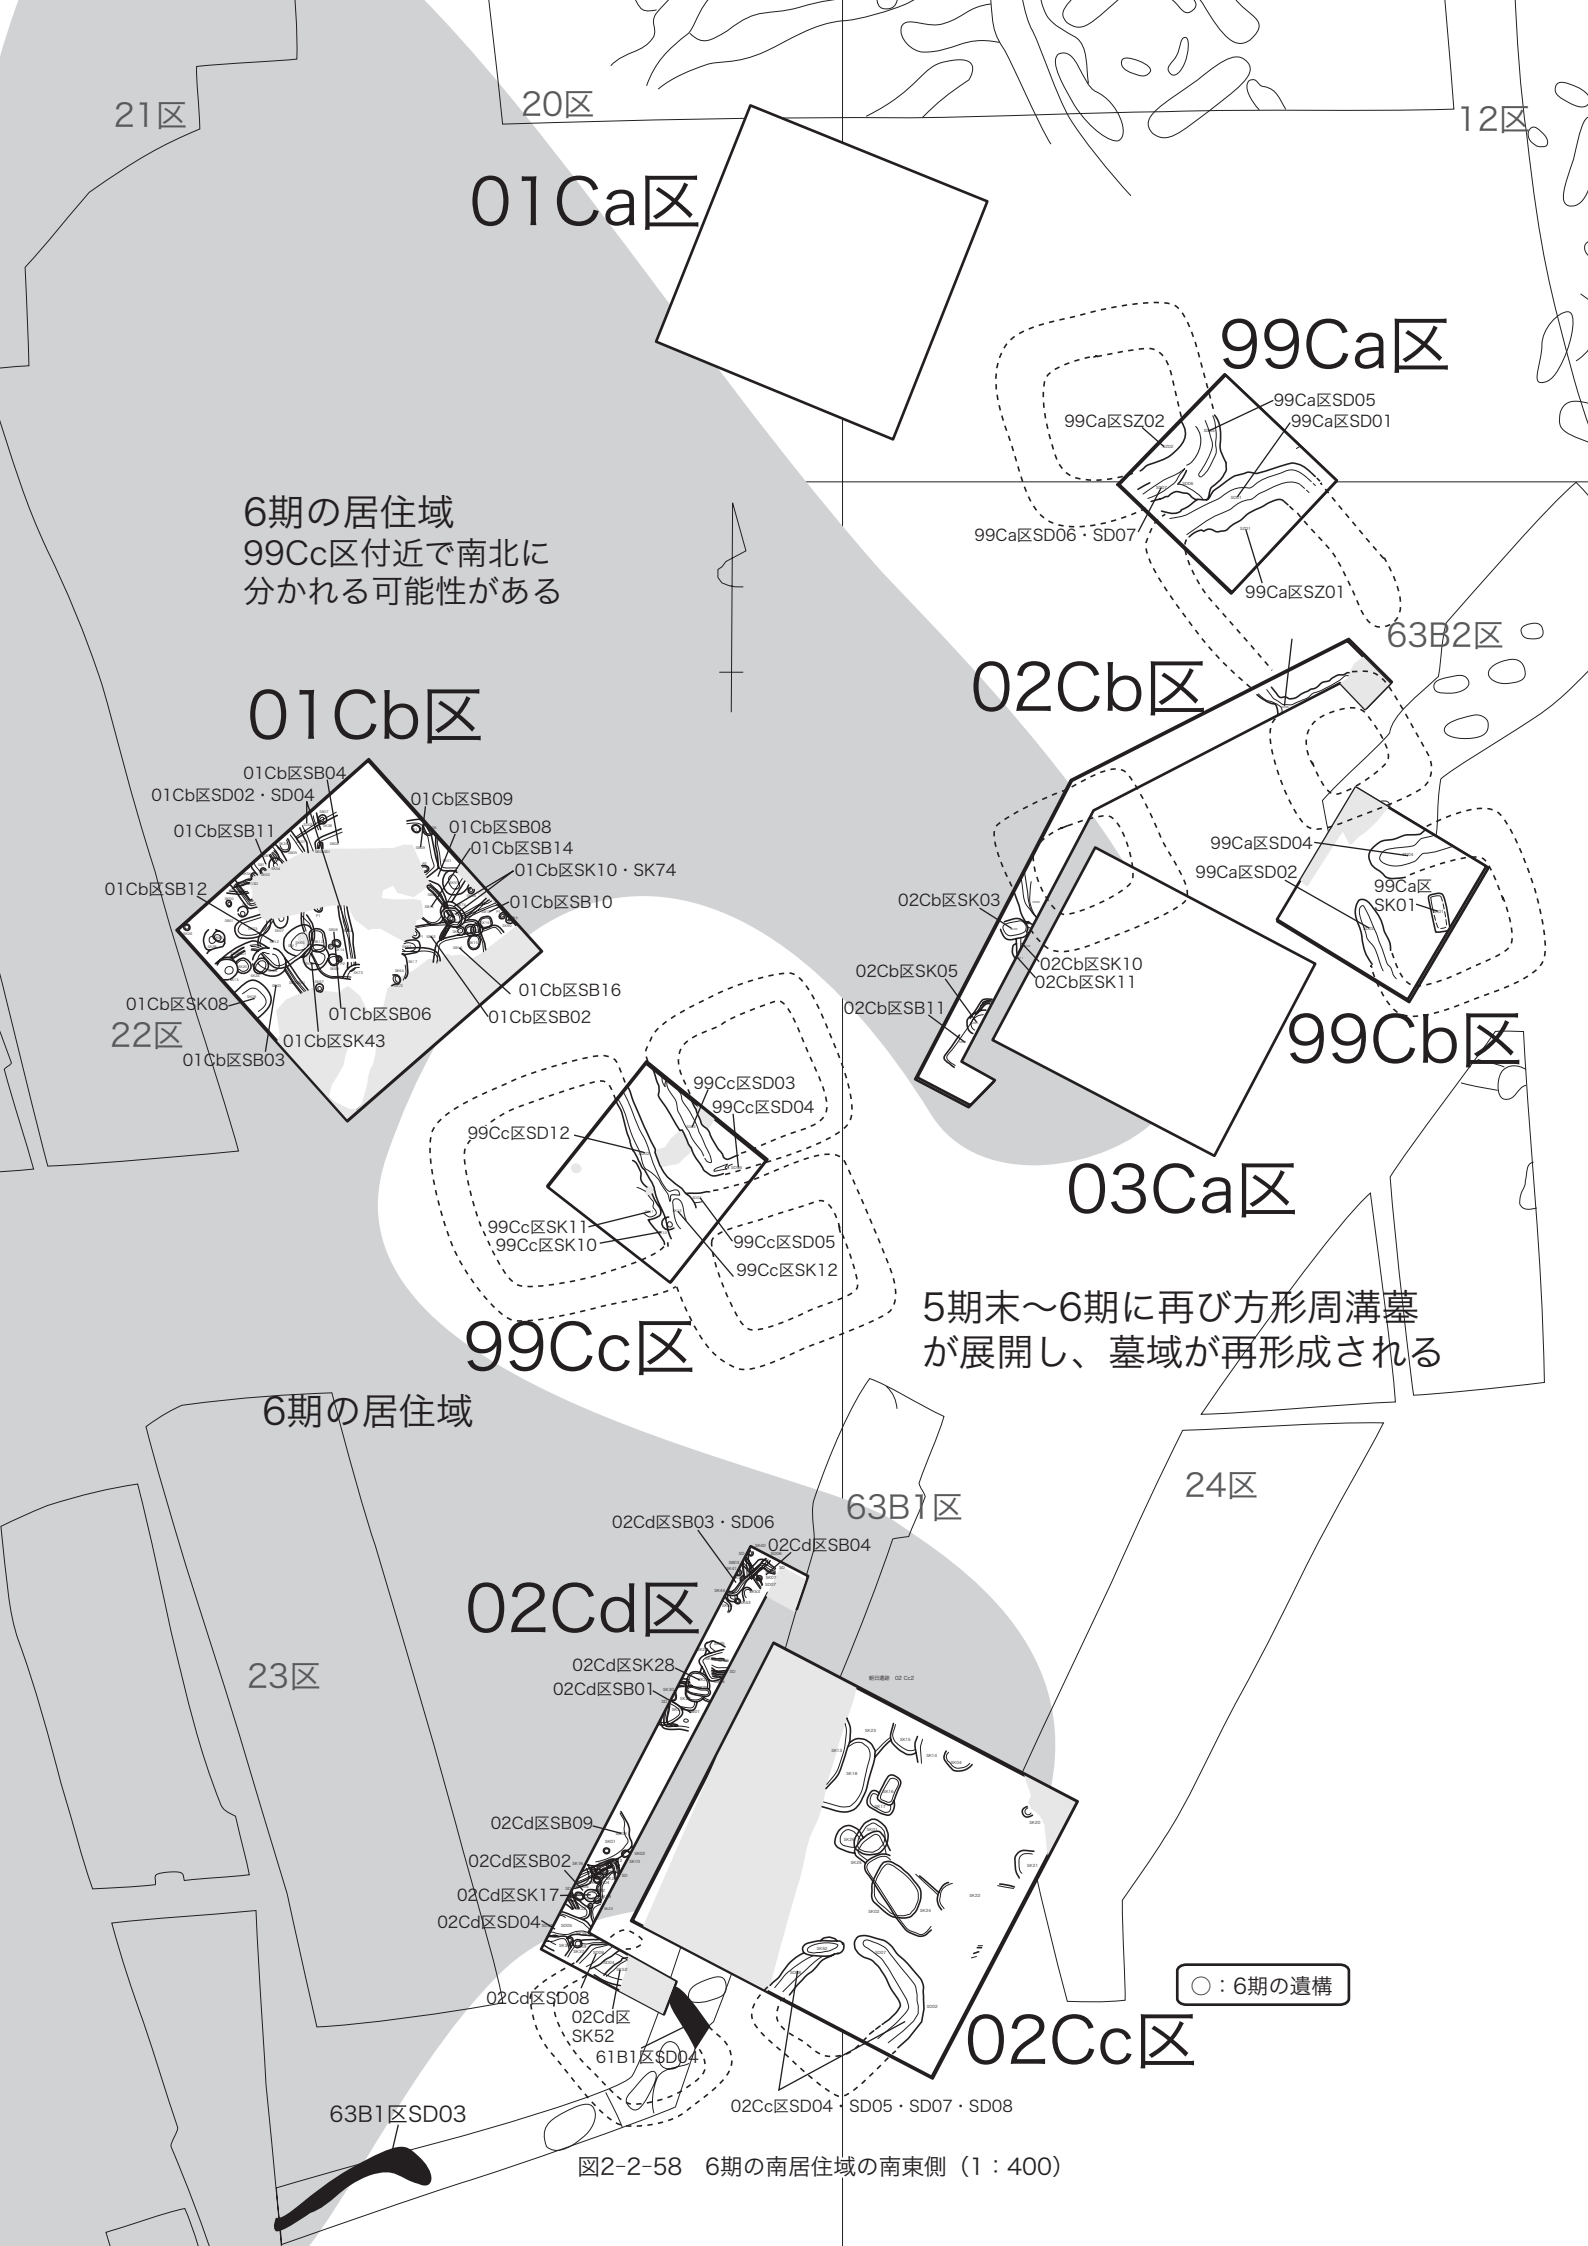 21区
20区
12区
01Ca区
99Ca区
99Ca区SD05
99Ca区SZ02
99Ca区SD01
99Ca区SD06・SD07
99Ca区SZ01
6期の居住域
99Cc区付近で南北に
分かれる可能性がある
63B2区
02Cb区
01Cb区
01Cb区SB04
01Cb区SD02・SD04
01Cb区SB09
01Cb区SB11
01Cb区SB08
01Cb区SB14
01Cb区SK10・SK74
01Cb区SB12
01Cb区SB10
99Ca区SD04
99Ca区SD02
99Ca区
SK01
02Cb区SK03
02Cb区SK10
02Cb区SK05
02Cb区SK11
02Cb区SB11
01Cb区SB16
01Cb区SK08
01Cb区SB06
01Cb区SB02
22区
01Cb区SK43
01Cb区SB03
99Cb区
99Cc区SD03
99Cc区SD04
99Cc区SD12
03Ca区
99Cc区SK11
99Cc区SK10
99Cc区SD05
99Cc区SK12
99Cc区
5期末～6期に再び方形周溝墓
が展開し、墓域が再形成される
6期の居住域
24区
63B1区
02Cd区SB03・SD06
02Cd区SB04
02Cd区
23区
02Cd区SK28
02Cd区SB01
朝日遺跡 02 Cc2
02Cd区SB09
02Cd区SB02
02Cd区SK17
02Cd区SD04
02Cd区SD08
02Cd区
SK52
61B1区SD04
○：6期の遺構
02Cc区
02Cc区SD04・SD05・SD07・SD08
63B1区SD03
図2-2-58　6期の南居住域の南東側（1：400）